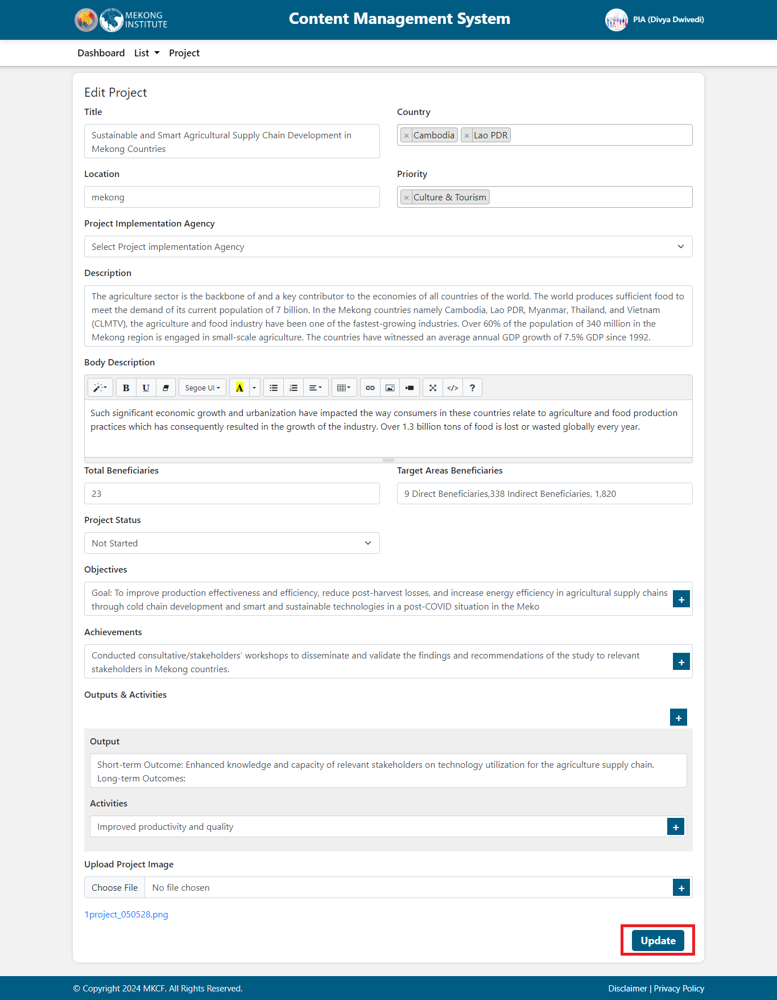 MEKONG
INSTITUTE
Content Management System
PIA (Divya Dwivedi)
Dashboard List Project
Edit Project
Title Country
Sustainable and Smart Agricultural Supply Chain Development in
Mekong Countries
× Cambodia × Lao PDR
Location Priority
mekong
× Culture & Tourism
Project Implementation Agency
Select Project implementation Agency
Description
The agriculture sector is the backbone of and a key contributor to the economies of all countries of the world. The world produces sufficient food to
meet the demand of its current population of 7 billion. In the Mekong countries namely Cambodia, Lao PDR, Myanmar, Thailand, and Vietnam
(CLMTV), the agriculture and food industry have been one of the fastest-growing industries. Over 60% of the population of 340 million in the
Mekong region is engaged in small-scale agriculture. The countries have witnessed an average annual GDP growth of 7.5% GDP since 1992.
Body Description
B U Segoe UI A </> ?
Such significant economic growth and urbanization have impacted the way consumers in these countries relate to agriculture and food production
practices which has consequently resulted in the growth of the industry. Over 1.3 billion tons of food is lost or wasted globally every year.
Total Beneficiaries Target Areas Beneficiaries
23 9 Direct Beneficiaries,338 Indirect Beneficiaries, 1,820
Project Status
Not Started
Objectives
Goal: To improve production effectiveness and efficiency, reduce post-harvest losses, and increase energy efficiency in agricultural supply chains
through cold chain development and smart and sustainable technologies in a post-COVID situation in the Meko
+
Achievements
Conducted consultative/stakeholders’ workshops to disseminate and validate the findings and recommendations of the study to relevant
stakeholders in Mekong countries.
+
Outputs & Activities
+
Output
Short-term Outcome: Enhanced knowledge and capacity of relevant stakeholders on technology utilization for the agriculture supply chain.
Long-term Outcomes:
Activities
Improved productivity and quality +
Upload Project Image
Choose File No file chosen +
1project_050528.png
Update
© Copyright 2024 MKCF. All Rights Reserved. Disclaimer | Privacy Policy